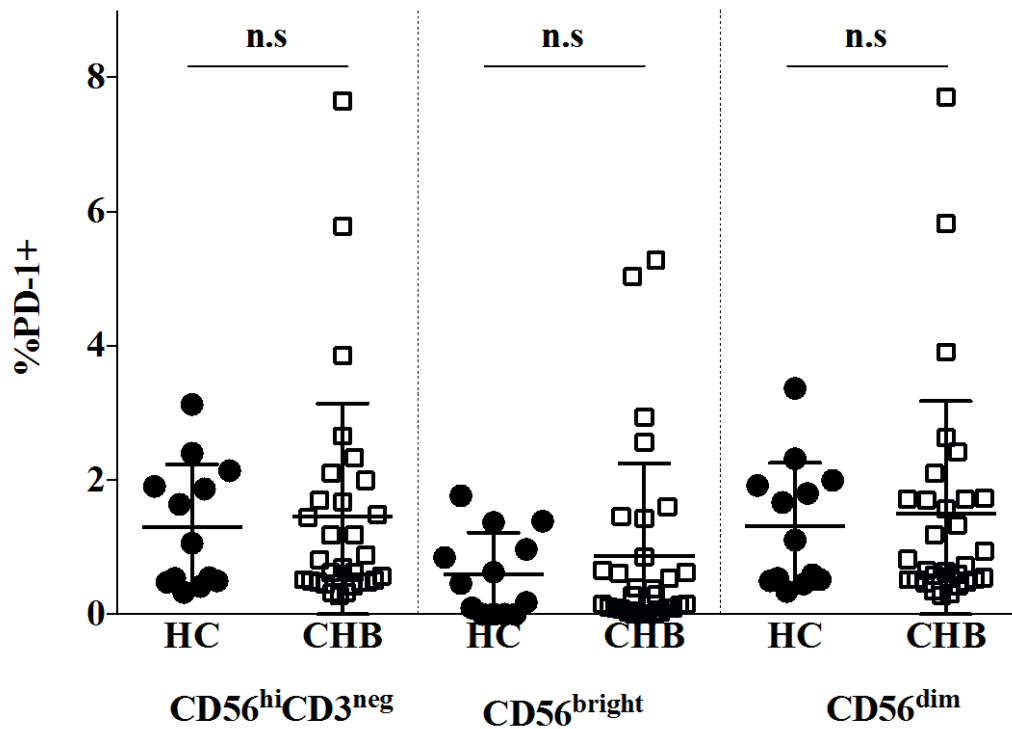 n.s n.s n.s
8
6
4
2
0
%PD-1+
HC CHB HC CHB HC CHB
CD56hiCD3neg CD56bright CD56dim